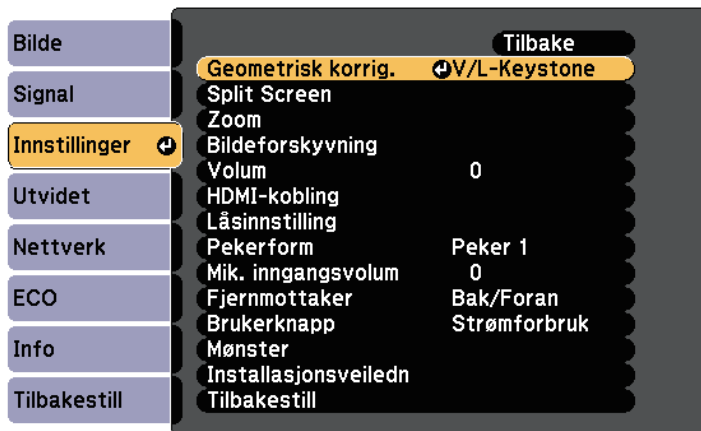 Bilde
Signal
Innstillinger
Utvidet
Nettverk
ECO
Info
Tilbakestill
Tilbake
Geometrisk korrig. V/L-Keystone
Split Screen
Zoom
Bildeforskyvning
Volum 0
HDMI-kobling
Låsinnstilling
Pekerform Peker 1
Mik. inngangsvolum 0
Fjernmottaker Bak/Foran
Brukerknapp Strømforbruk
Mønster
Installasjonsveiledn
Tilbakestill